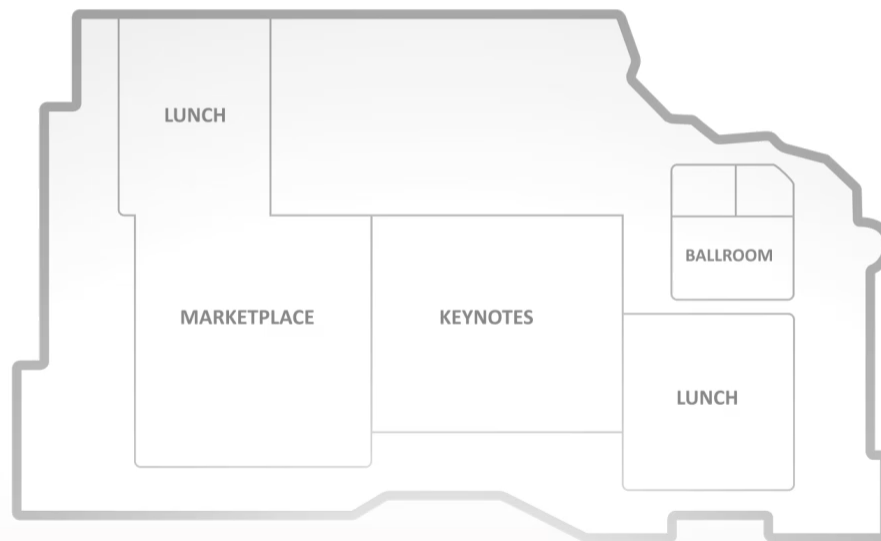 LUNCH
BALLROOM
MARKETPLACE
KEYNOTES
LUNCH